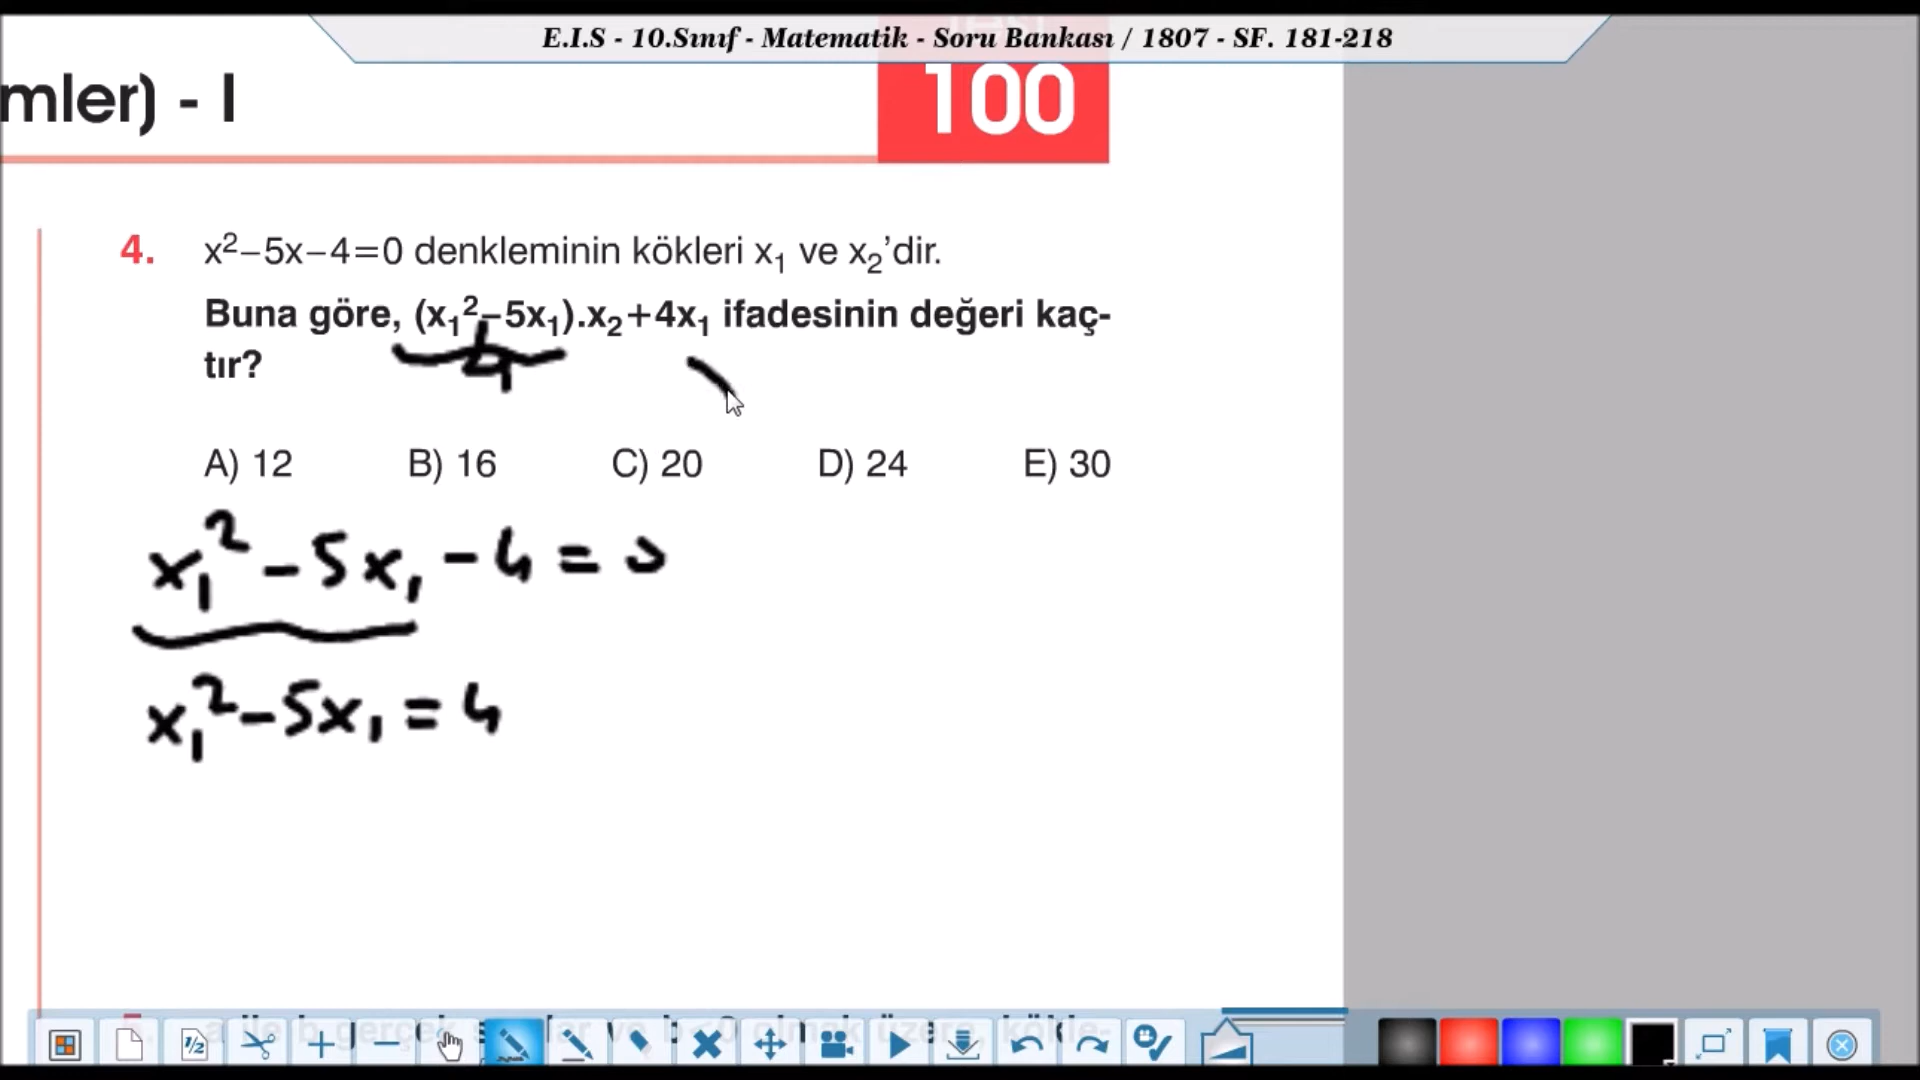 E.I.S - 10.Sınıf - Matematik - Soru Bankası / 1807 - SF. 181-218
mler) - I
100
4. x²−5x−4=0 denkleminin kökleri x₁ ve x₂'dir.
Buna göre, (x₁²−5x₁).x₂+4x₁ ifadesinin değeri kaç-
tır?
4
A) 12 B) 16 C) 20 D) 24 E) 30
x₁² - 5x₁ - 4 = 0
x₁² - 5x₁ = 4
1/2